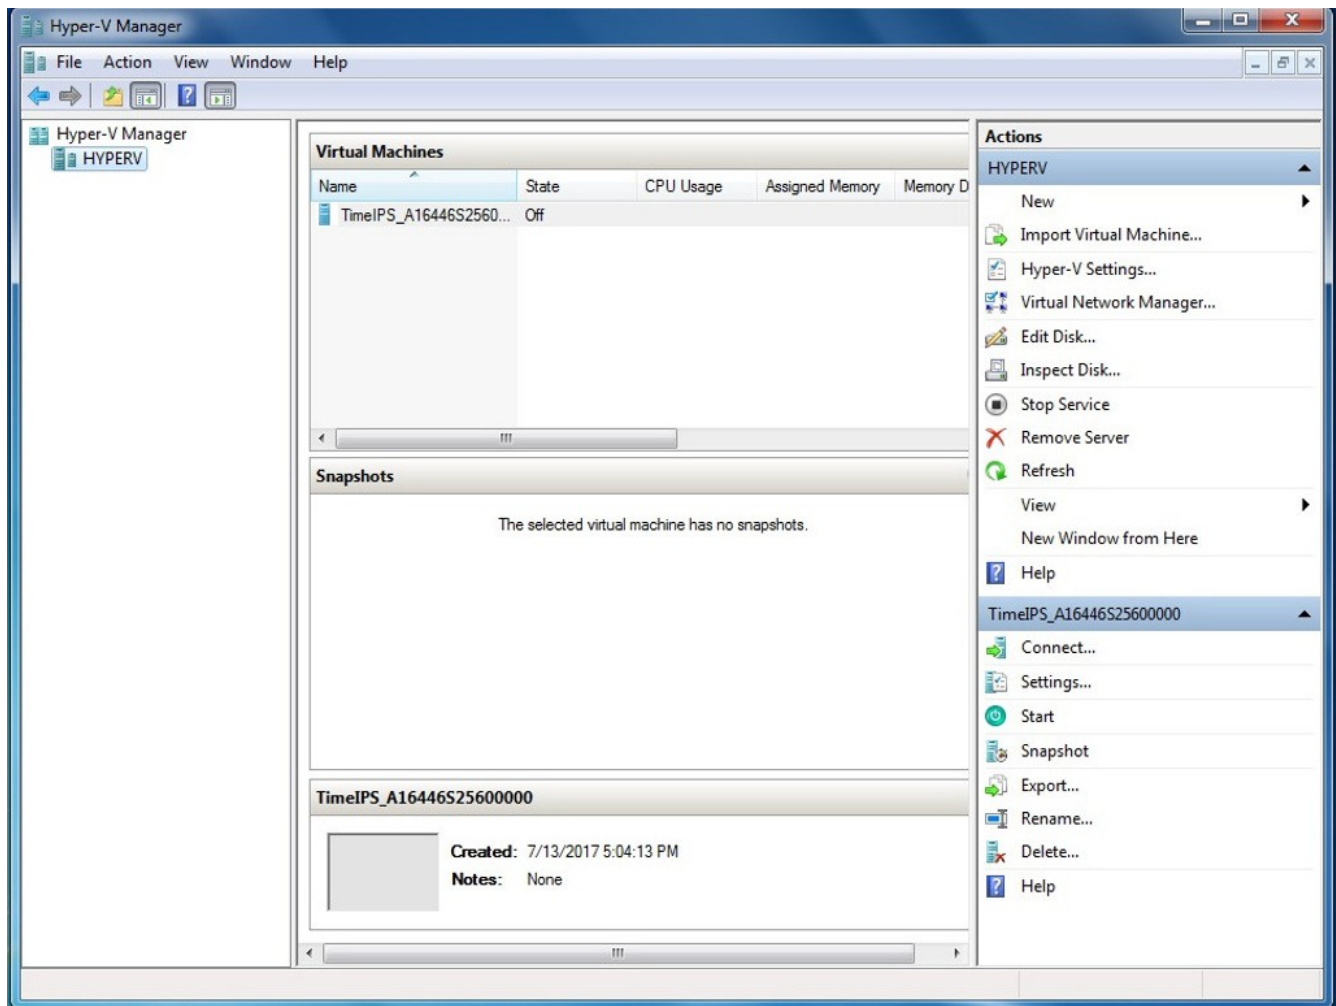 Hyper-V Manager
File Action View Window Help
Hyper-V Manager
HYPERV
Virtual Machines
Name State CPU Usage Assigned Memory Memory D
TimeIPS_A16446S2560... Off
Snapshots
The selected virtual machine has no snapshots.
TimeIPS_A16446S25600000
Created: 7/13/2017 5:04:13 PM
Notes: None
Actions
HYPERV
New
Import Virtual Machine...
Hyper-V Settings...
Virtual Network Manager...
Edit Disk...
Inspect Disk...
Stop Service
Remove Server
Refresh
View
New Window from Here
Help
TimeIPS_A16446S25600000
Connect...
Settings...
Start
Snapshot
Export...
Rename...
Delete...
Help